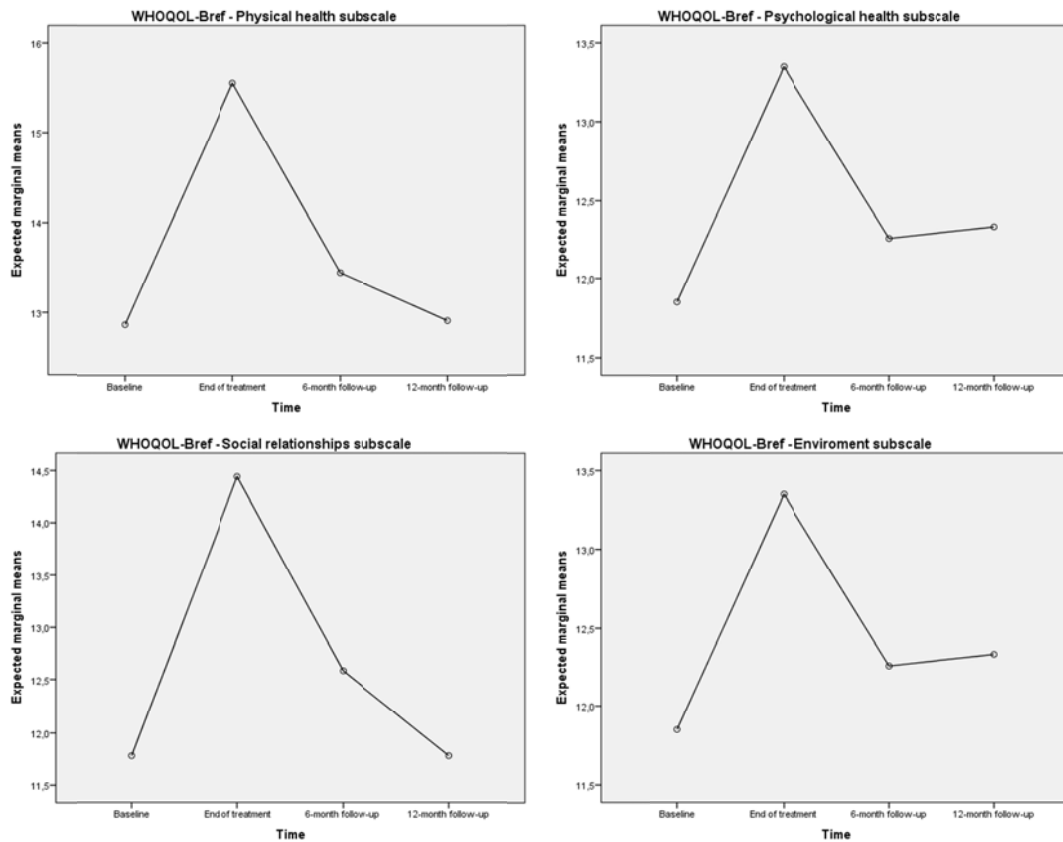 WHOQOL-Bref - Physical health subscale
Expected marginal means
16
15
14
13
Baseline
End of treatment
6-month follow-up
12-month follow-up
Time
WHOQOL-Bref - Psychological health subscale
Expected marginal means
13,5
13,0
12,5
12,0
11,5
Baseline
End of treatment
6-month follow-up
12-month follow-up
Time
WHOQOL-Bref -Social relationships subscale
Expected marginal means
14,5
14,0
13,5
13,0
12,5
12,0
11,5
Baseline
End of treatment
6-month follow-up
12-month follow-up
Time
WHOQOL-Bref -Enviroment subscale
Expected marginal means
13,5
13,0
12,5
12,0
11,5
Baseline
End of treatment
6-month follow-up
12-month follow-up
Time